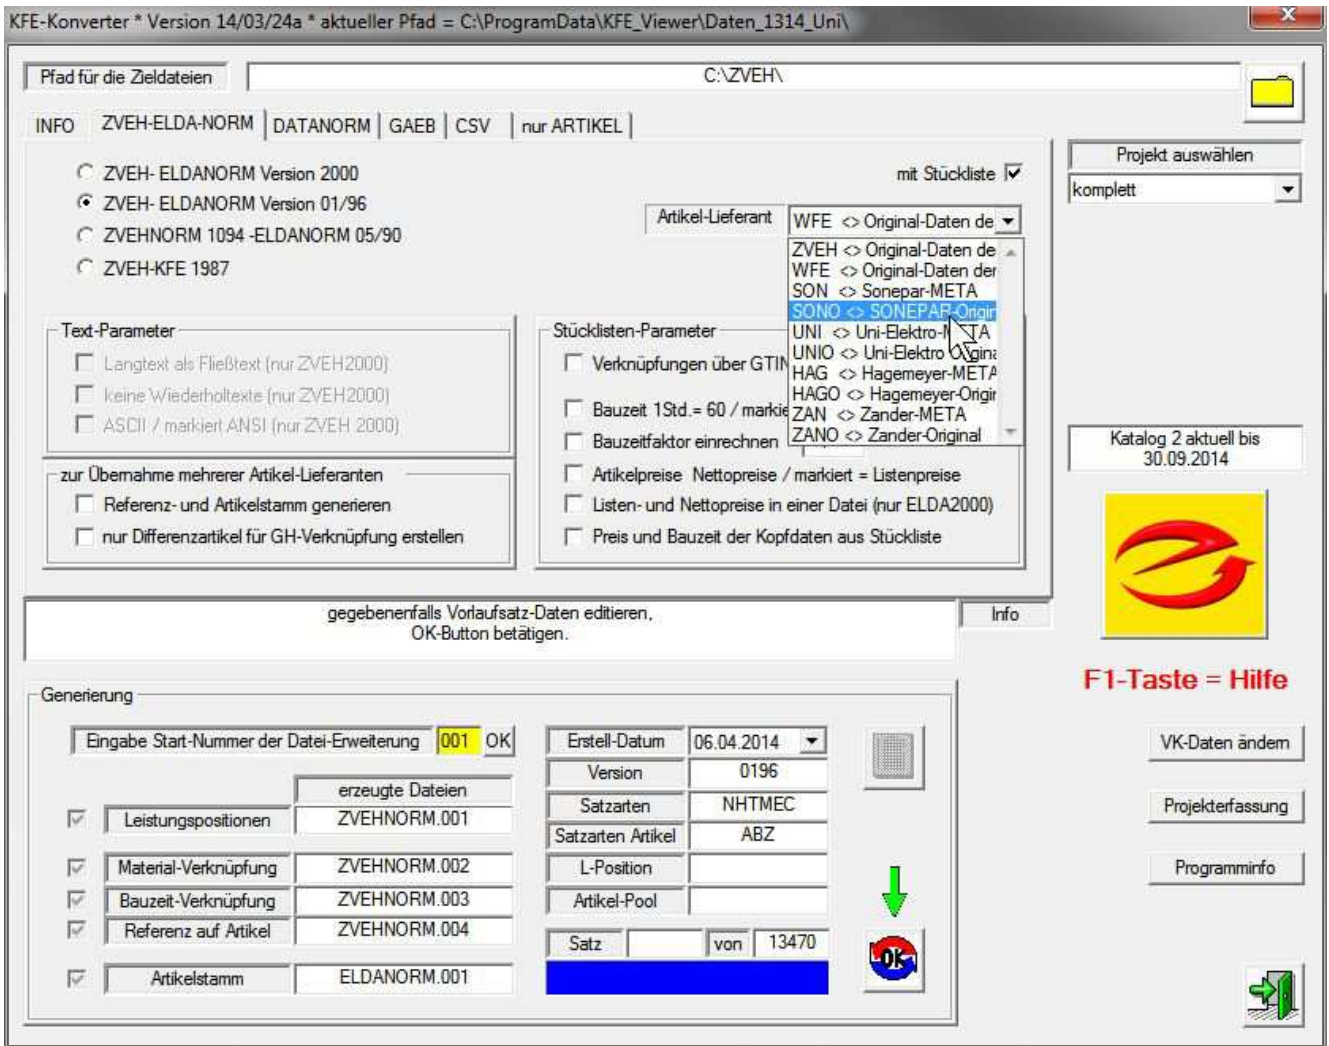 KFE-Konverter * Version 14/03/24a * aktueller Pfad = C:\ProgramData\KFE_Viewer\Daten_1314_Uni\
Pfad für die Zieldateien
C:\ZVEH\
INFO
ZVEH-ELDA-NORM
DATANORM
GAEB
CSV
nur ARTIKEL
ZVEH- ELDANORM Version 2000
ZVEH- ELDANORM Version 01/96
ZVEHNORM 1094 -ELDANORM 05/90
ZVEH-KFE 1987
mit Stückliste
Artikel-Lieferant
WFE <> Original-Daten de
ZVEH <> Original-Daten de
WFE <> Original-Daten der
SON <> Sonepar-META
SONO <> SONEPAR-Origin
UNI <> Uni-Elektro-META
UNIO <> Uni-Elektro Origina
HAG <> Hagemeyer-META
HAGO <> Hagemeyer-Origin
ZAN <> Zander-META
ZANO <> Zander-Original
Projekt auswählen
komplett
Text-Parameter
Langtext als Fließtext (nur ZVEH2000)
keine Wiederholtexte (nur ZVEH2000)
ASCII / markiert ANSI (nur ZVEH 2000)
zur Übernahme mehrerer Artikel-Lieferanten
Referenz- und Artikelstamm generieren
nur Differenzartikel für GH-Verknüpfung erstellen
Stücklisten-Parameter
Verknüpfungen über GTIN
Bauzeit 1Std.= 60 / markie
Bauzeitfaktor einrechnen
Artikelpreise Nettopreise / markiert = Listenpreise
Listen- und Nettopreise in einer Datei (nur ELDA2000)
Preis und Bauzeit der Kopfdaten aus Stückliste
Katalog 2 aktuell bis
30.09.2014
gegebenenfalls Vorlaufsatz-Daten editieren,
OK-Button betätigen.
Info
F1-Taste = Hilfe
Generierung
Eingabe Start-Nummer der Datei-Erweiterung
001
OK
erzeugte Dateien
Leistungspositionen
ZVEHNORM.001
Material-Verknüpfung
ZVEHNORM.002
Bauzeit-Verknüpfung
ZVEHNORM.003
Referenz auf Artikel
ZVEHNORM.004
Artikelstamm
ELDANORM.001
Erstell-Datum
06.04.2014
Version
0196
Satzarten
NHTMEC
Satzarten Artikel
ABZ
L-Position
Artikel-Pool
Satz
von
13470
OK
VK-Daten ändern
Projekterfassung
Programminfo